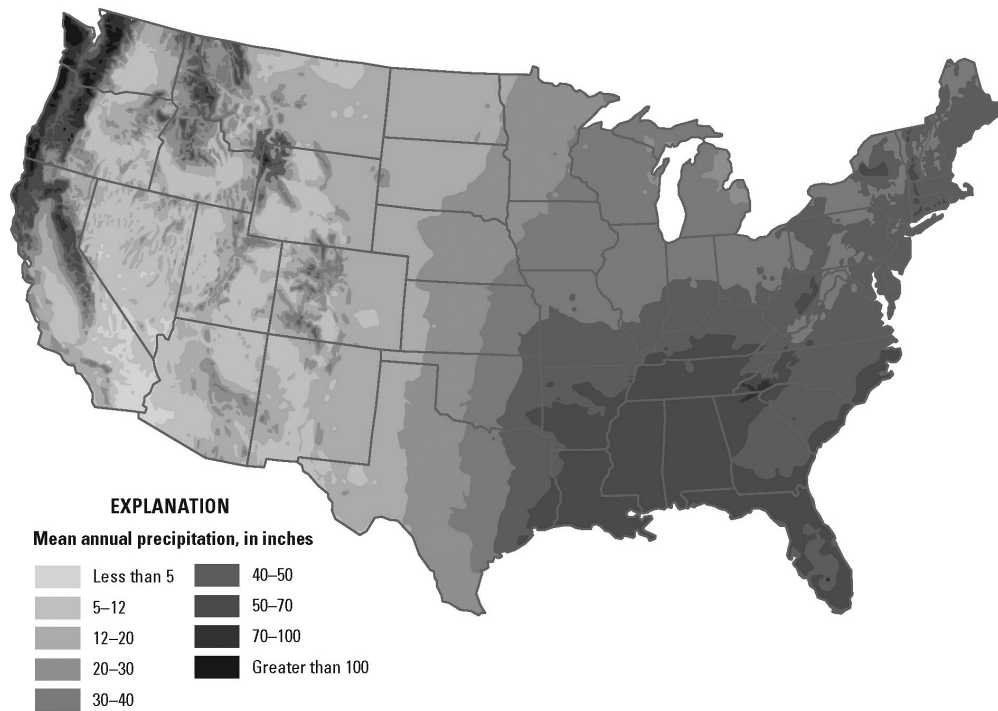 EXPLANATION
Mean annual precipitation, in inches
Less than 5
5–12
12–20
20–30
30–40
40–50
50–70
70–100
Greater than 100